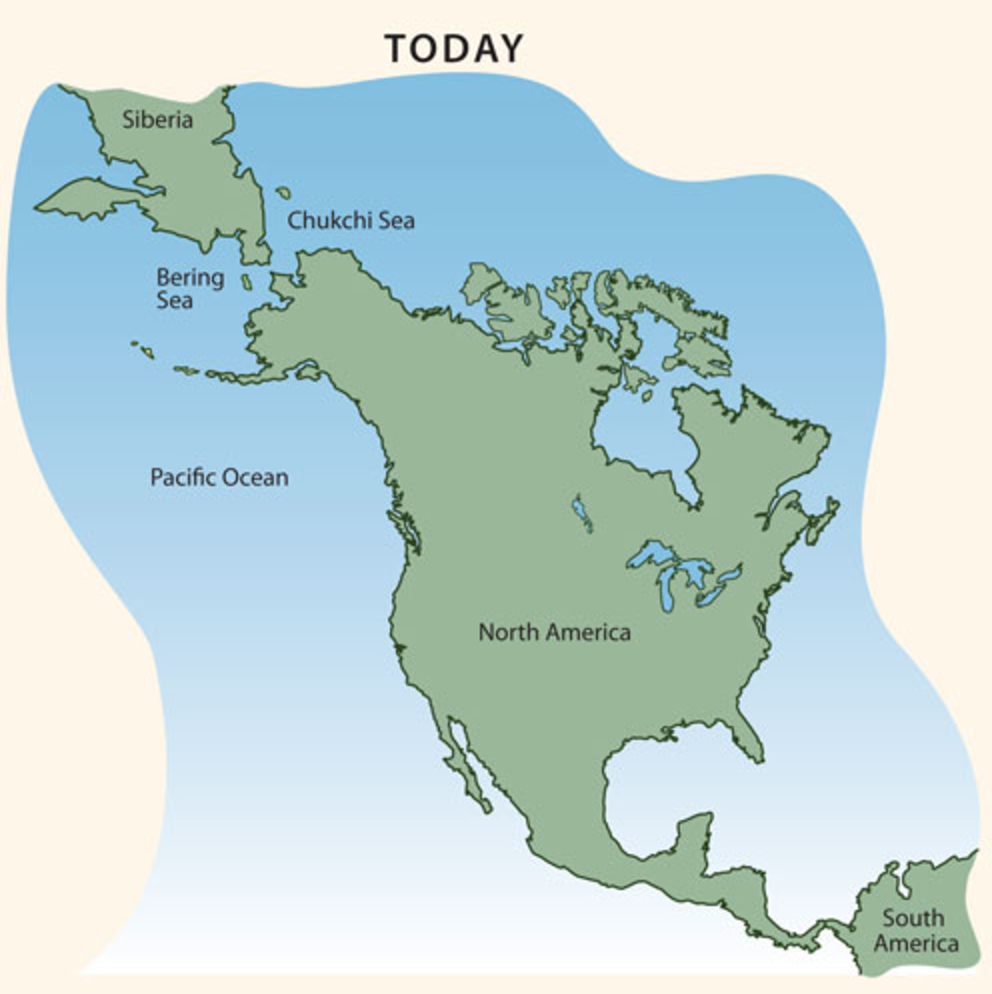 TODAY
Siberia
Chukchi Sea
Bering
Sea
Pacific Ocean
North America
South
America